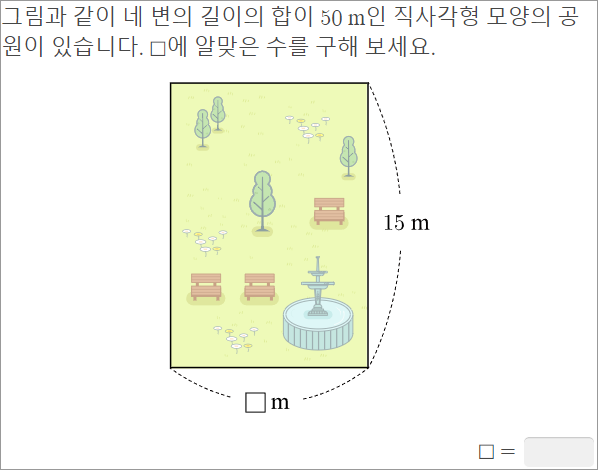 그림과 같이 네 변의 길이의 합이 50 m인 직사각형 모양의 공
원이 있습니다. □에 알맞은 수를 구해 보세요.
15 m
□ m
□ =